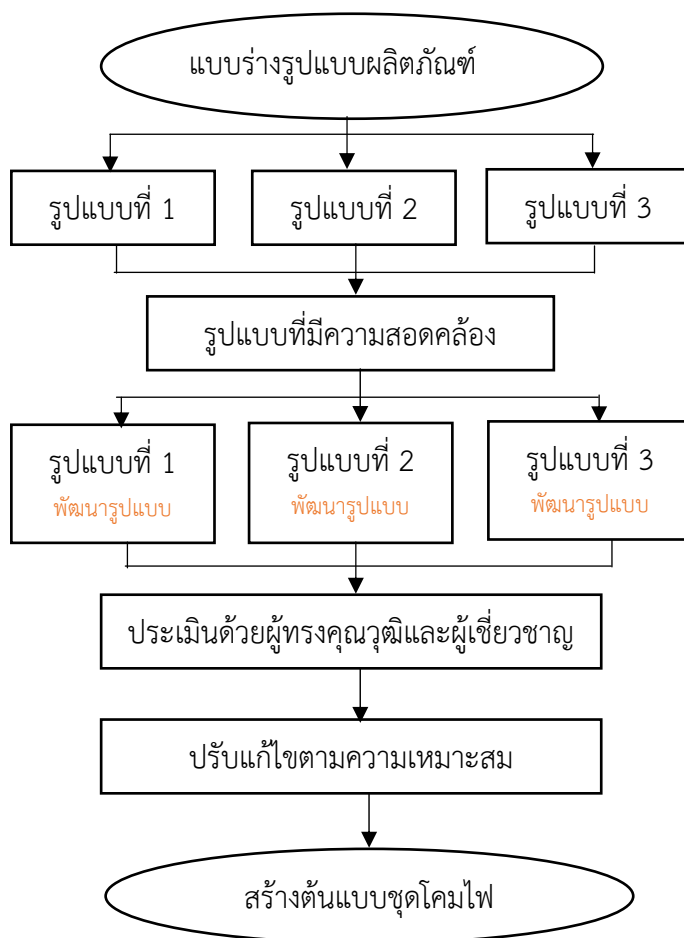 แบบร่างรูปแบบผลิตภัณฑ์
รูปแบบที่ 1
รูปแบบที่ 2
รูปแบบที่ 3
รูปแบบที่มีความสอดคล้อง
รูปแบบที่ 1
พัฒนารูปแบบ
รูปแบบที่ 2
พัฒนารูปแบบ
รูปแบบที่ 3
พัฒนารูปแบบ
ประเมินด้วยผู้ทรงคุณวุฒิและผู้เชี่ยวชาญ
ปรับแก้ไขตามความเหมาะสม
สร้างต้นแบบชุดโคมไฟ